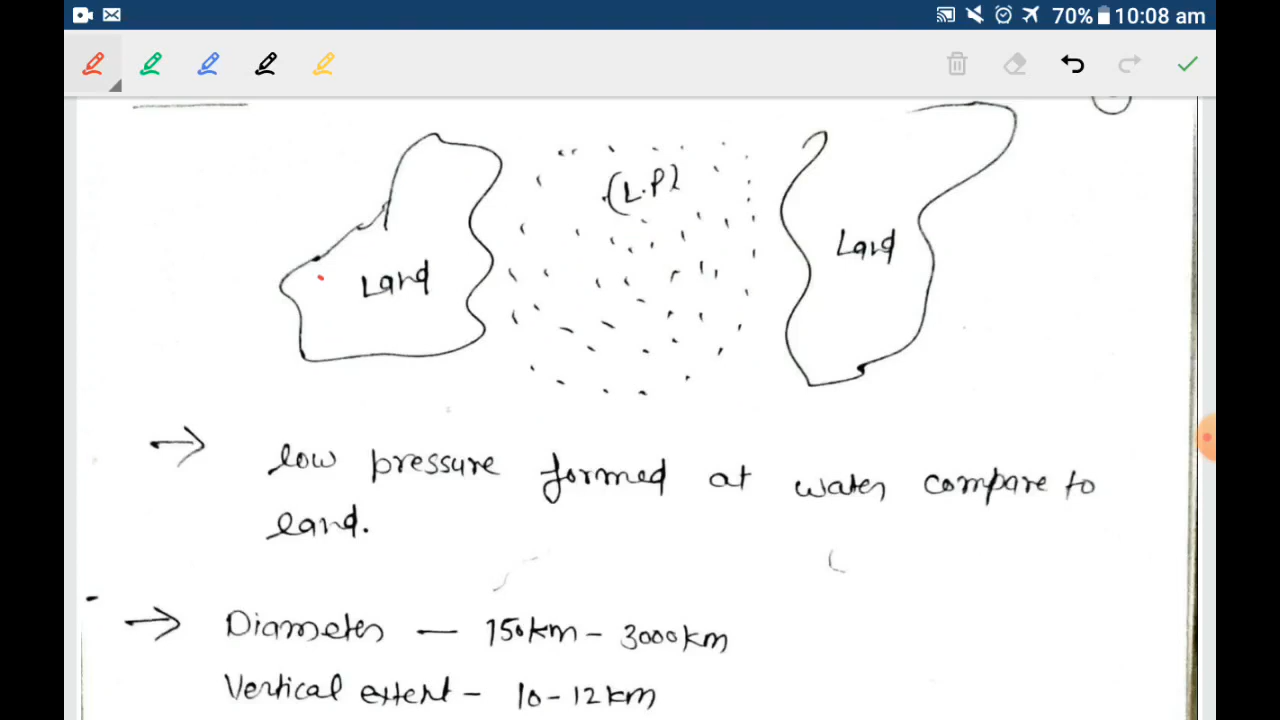 70% 10:08 am
(L.P)
Land
Land
→ low pressure formed at water compare to
land.
→ Diameter — 150km - 3000km
Vertical extent - 10-12km